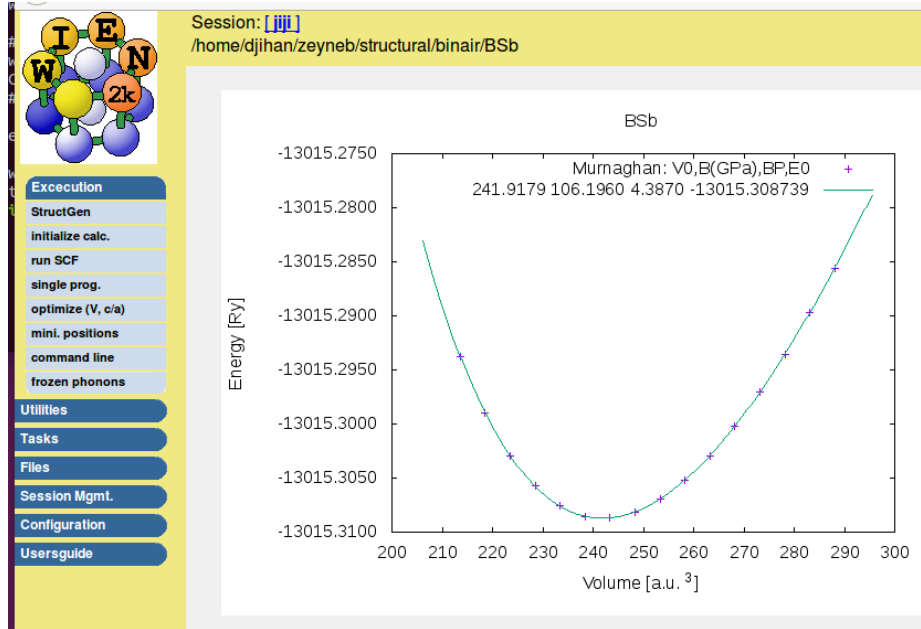 Session: [ jiji ]
/home/djihan/zeyneb/structural/binair/BSb
W I E N
2k
Excecution
StructGen
initialize calc.
run SCF
single prog.
optimize (V, c/a)
mini. positions
command line
frozen phonons
Utilities
Tasks
Files
Session Mgmt.
Configuration
Usersguide
BSb
Murnaghan: V0,B(GPa),BP,E0
241.9179 106.1960 4.3870 -13015.308739
-13015.2750
-13015.2800
-13015.2850
-13015.2900
-13015.2950
-13015.3000
-13015.3050
-13015.3100
Energy [Ry]
200 210 220 230 240 250 260 270 280 290 300
Volume [a.u. ³]